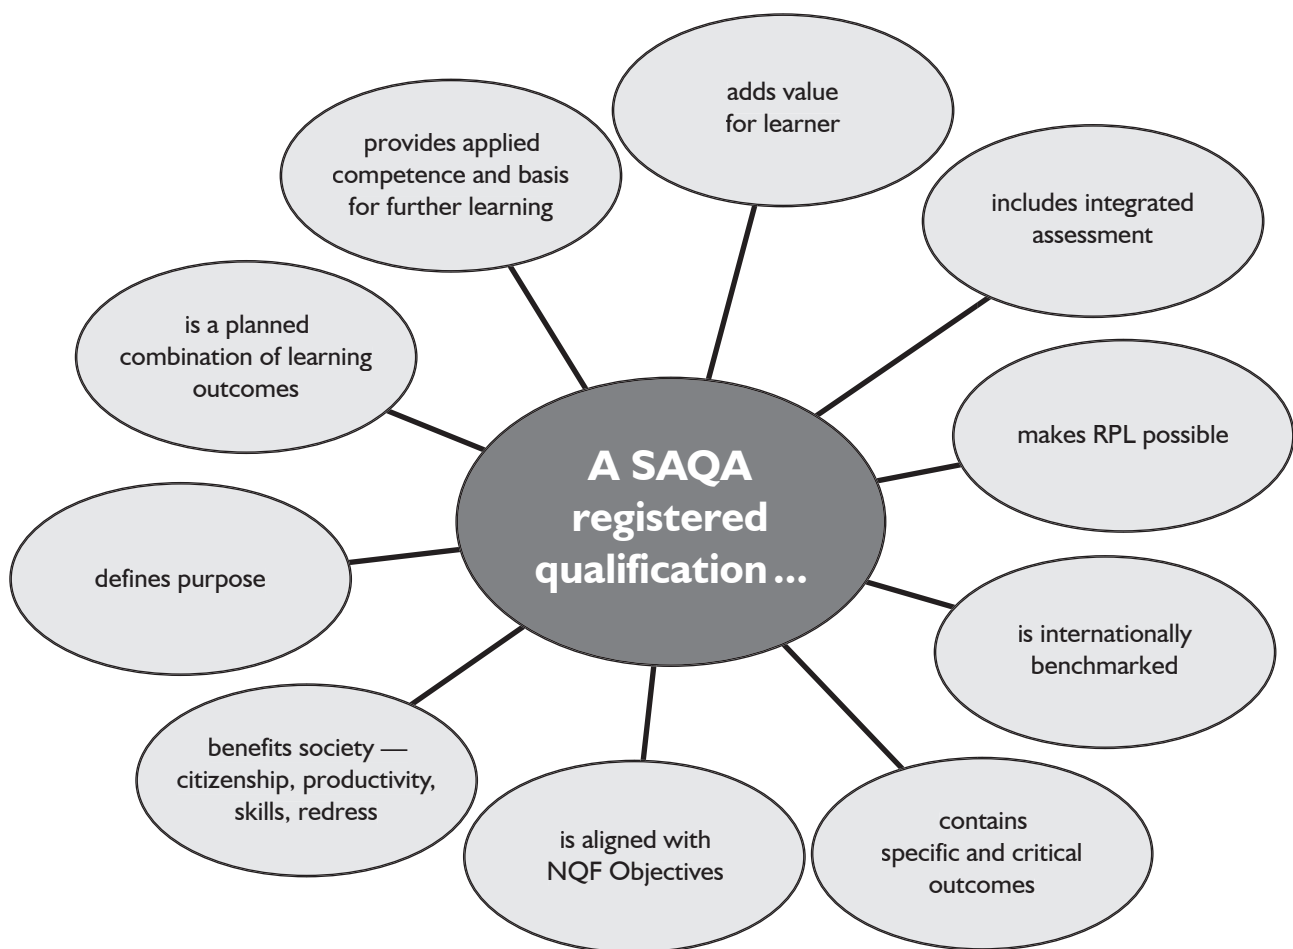 adds value
for learner
provides applied
competence and basis
for further learning
includes integrated
assessment
is a planned
combination of learning
outcomes
makes RPL possible
A SAQA
registered
qualification ...
defines purpose
is internationally
benchmarked
benefits society —
citizenship, productivity,
skills, redress
is aligned with
NQF Objectives
contains
specific and critical
outcomes